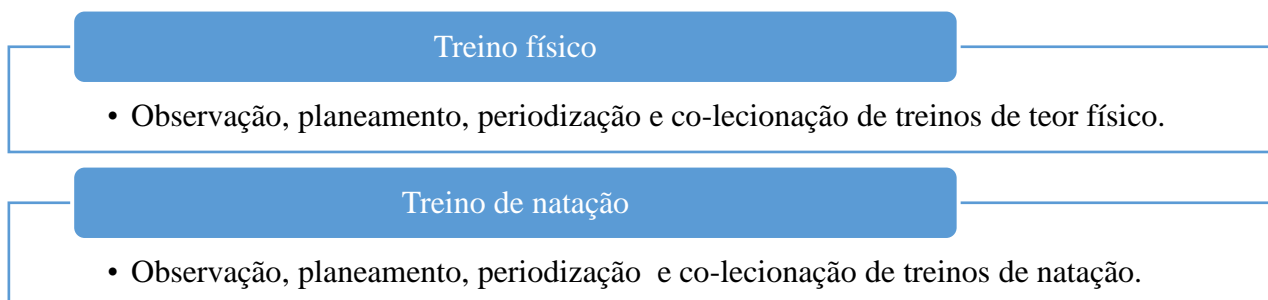 Treino físico
• Observação, planeamento, periodização e co-lecionação de treinos de teor físico.
Treino de natação
• Observação, planeamento, periodização  e co-lecionação de treinos de natação.